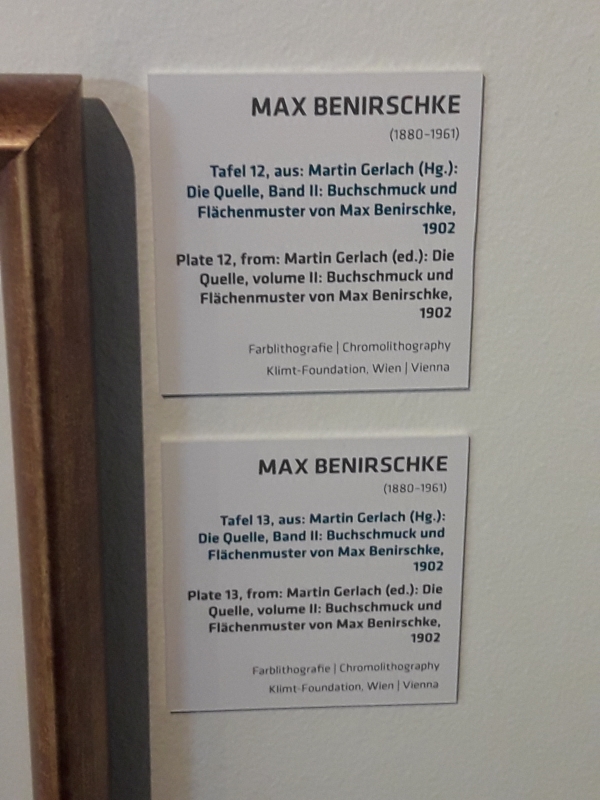 MAX BENIRSCHKE
(1880–1961)
Tafel 12, aus: Martin Gerlach (Hg.):
Die Quelle, Band II: Buchschmuck und
Flächenmuster von Max Benirschke,
1902
Plate 12, from: Martin Gerlach (ed.): Die
Quelle, volume II: Buchschmuck und
Flächenmuster von Max Benirschke,
1902
Farblithografie | Chromolithography
Klimt-Foundation, Wien | Vienna
MAX BENIRSCHKE
(1880–1961)
Tafel 13, aus: Martin Gerlach (Hg.):
Die Quelle, Band II: Buchschmuck und
Flächenmuster von Max Benirschke,
1902
Plate 13, from: Martin Gerlach (ed.): Die
Quelle, volume II: Buchschmuck und
Flächenmuster von Max Benirschke,
1902
Farblithografie | Chromolithography
Klimt-Foundation, Wien | Vienna